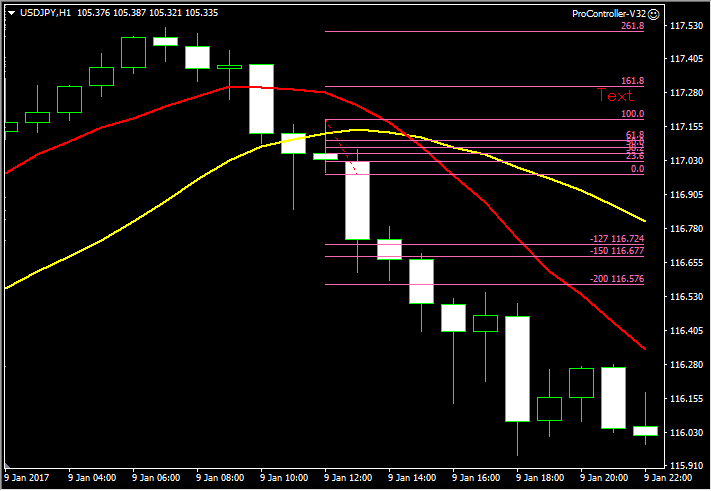 USDJPY,H1 105.376 105.387 105.321 105.335
ProController-V32
117.530
261.8
117.405
161.8
117.280
Text
100.0
117.155
61.8
23.6
117.030
0.0
116.905
116.780
-127 116.724
-150 116.677
116.655
-200 116.576
116.530
116.405
116.280
116.155
116.030
115.910
9 Jan 2017
9 Jan 04:00
9 Jan 06:00
9 Jan 08:00
9 Jan 10:00
9 Jan 12:00
9 Jan 14:00
9 Jan 16:00
9 Jan 18:00
9 Jan 20:00
9 Jan 22:00